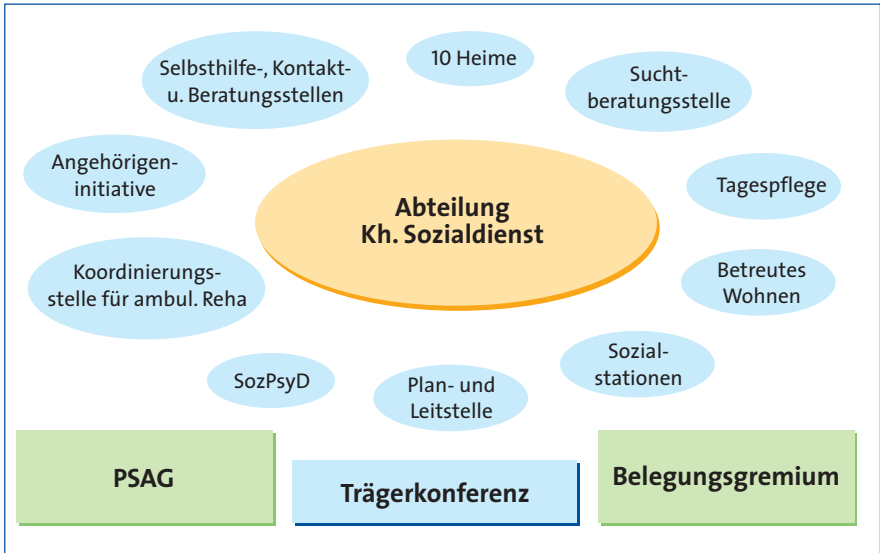 Selbsthilfe-, Kontakt-
u. Beratungsstellen
10 Heime
Sucht-
beratungsstelle
Angehörigen-
initiative
Abteilung
Kh. Sozialdienst
Tagespflege
Koordinierungs-
stelle für ambul. Reha
Betreutes
Wohnen
SozPsyD
Plan- und
Leitstelle
Sozial-
stationen
PSAG
Trägerkonferenz
Belegungsgremium